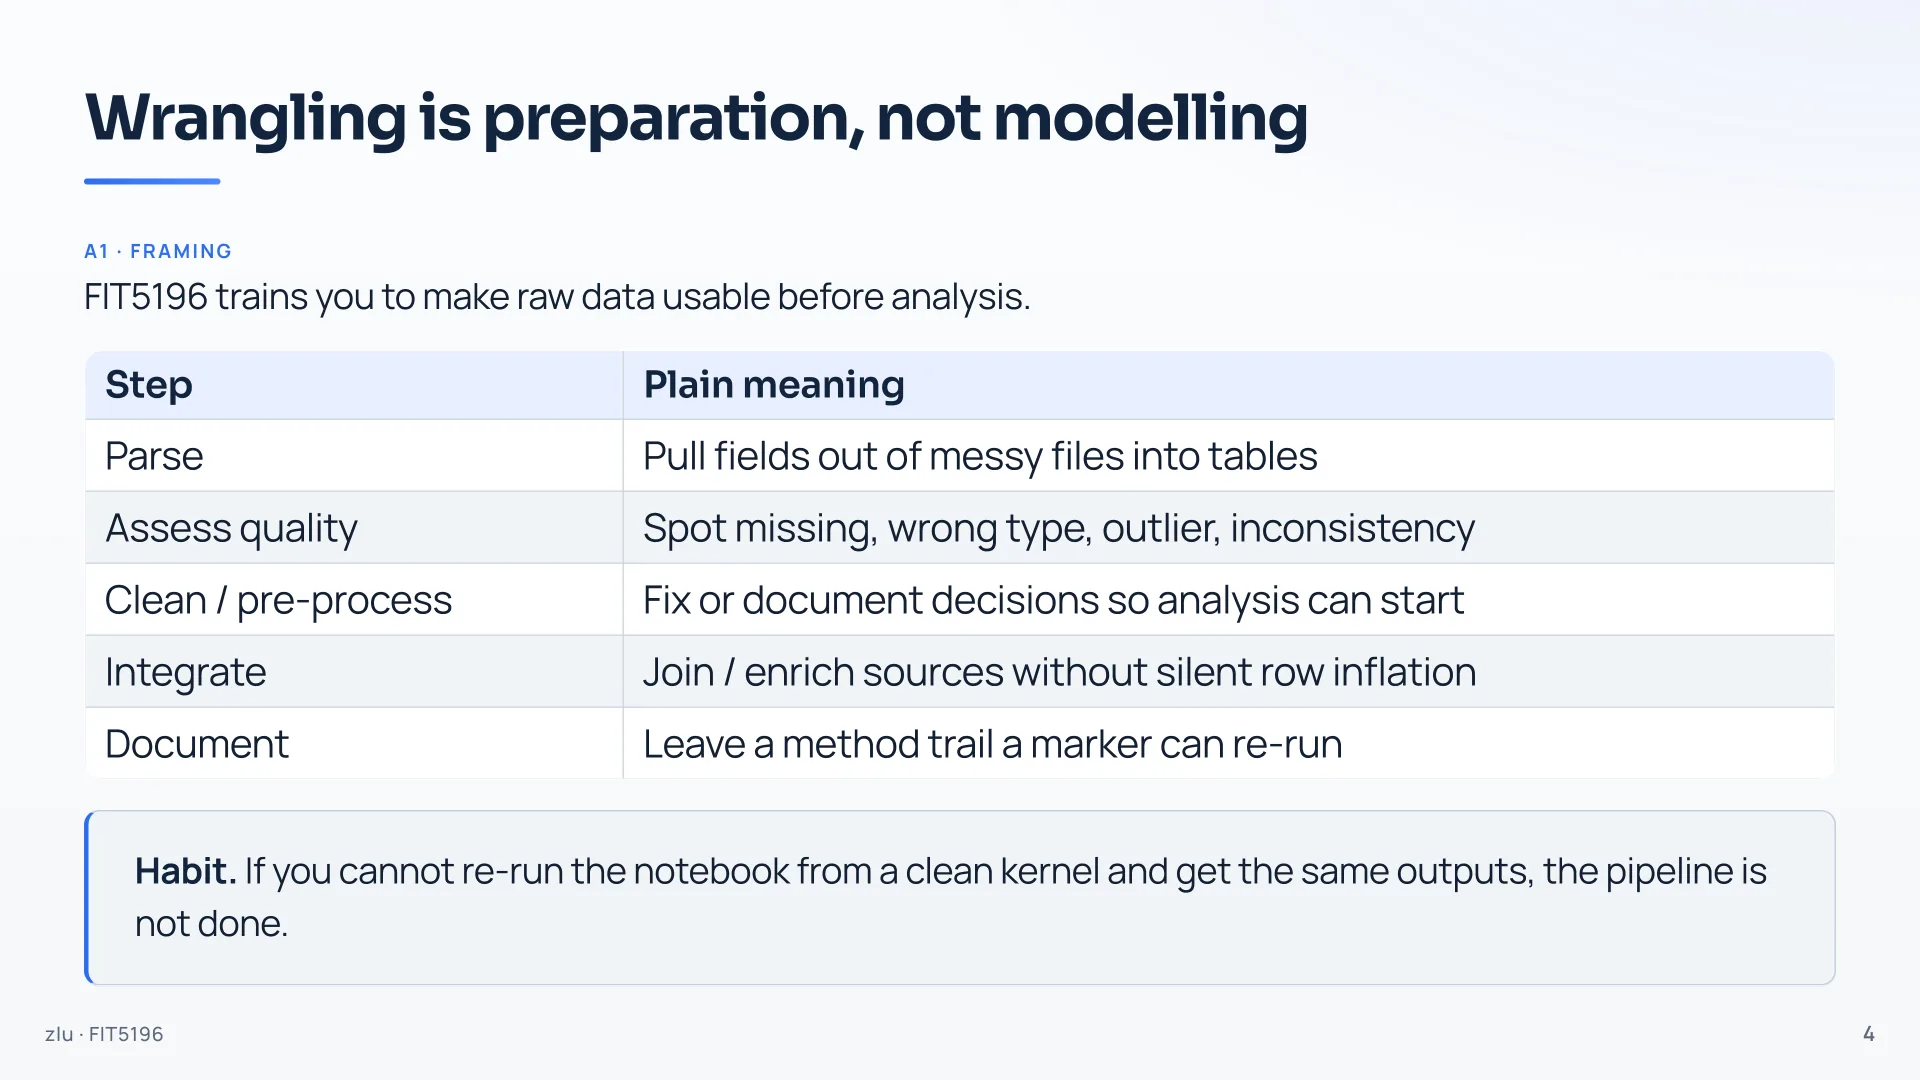 Wrangling is preparation, not modelling
A1 · FRAMING
FIT5196 trains you to make raw data usable before analysis.
Step
Plain meaning
Parse
Pull fields out of messy files into tables
Assess quality
Spot missing, wrong type, outlier, inconsistency
Clean / pre-process
Fix or document decisions so analysis can start
Integrate
Join / enrich sources without silent row inflation
Document
Leave a method trail a marker can re-run
Habit. If you cannot re-run the notebook from a clean kernel and get the same outputs, the pipeline is
not done.
zlu · FIT5196
4